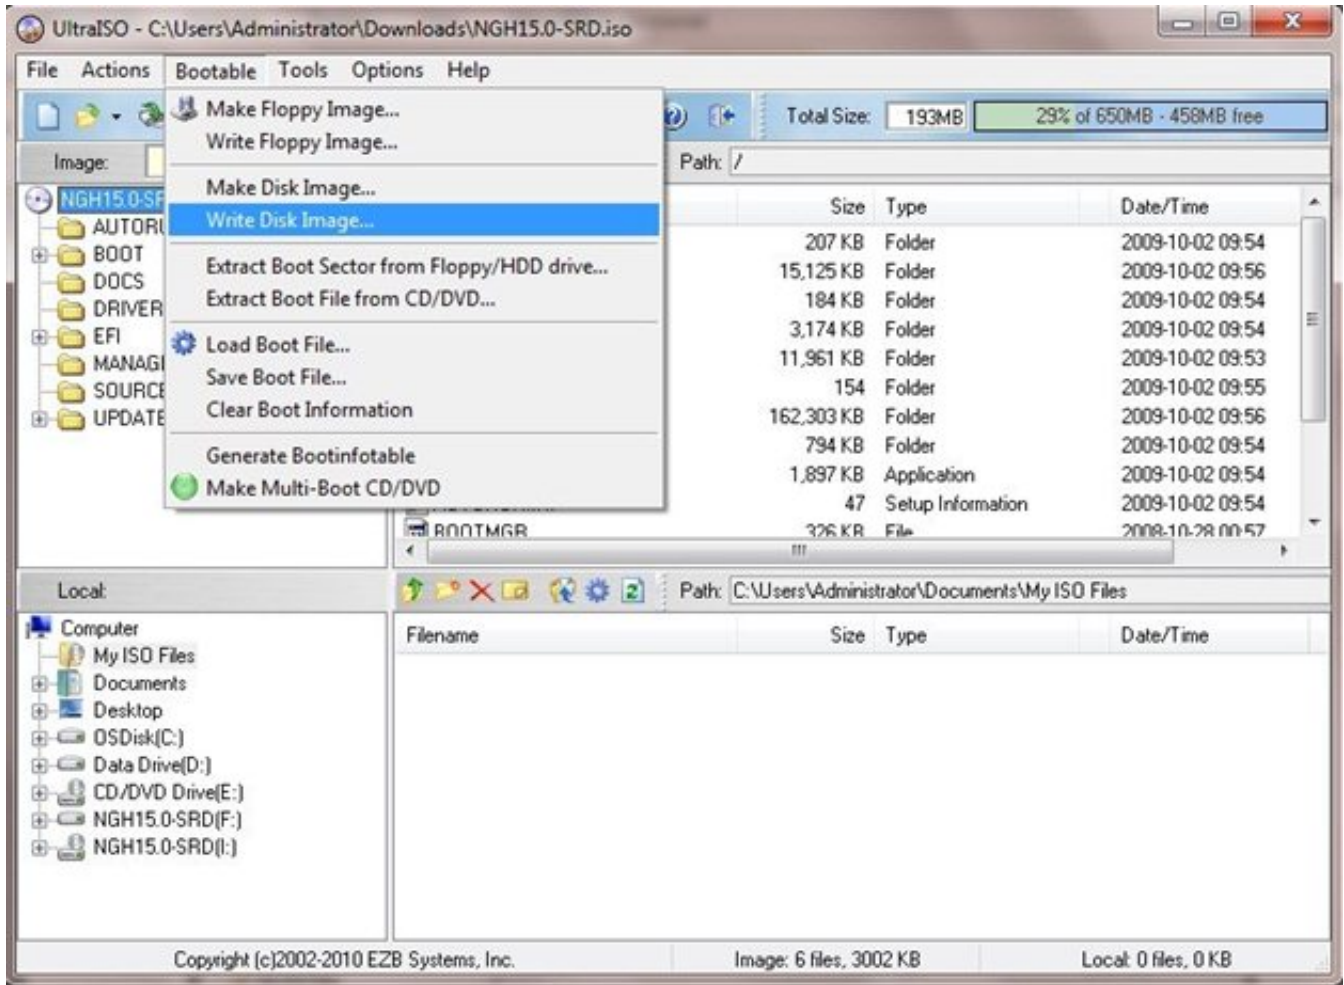 UltraISO - C:\Users\Administrator\Downloads\NGH15.0-SRD.iso
File Actions Bootable Tools Options Help
Total Size: 193MB 29% of 650MB - 458MB free
Image: Path: /
Make Floppy Image...
Write Floppy Image...
Make Disk Image...
Write Disk Image...
Extract Boot Sector from Floppy/HDD drive...
Extract Boot File from CD/DVD...
Load Boot File...
Save Boot File...
Clear Boot Information
Generate Bootinfotable
Make Multi-Boot CD/DVD
NGH15.0-SR
AUTORU
BOOT
DOCS
DRIVER
EFI
MANAGI
SOURCE
UPDATE
Size Type Date/Time
207 KB Folder 2009-10-02 09:54
15,125 KB Folder 2009-10-02 09:56
184 KB Folder 2009-10-02 09:54
3,174 KB Folder 2009-10-02 09:54
11,961 KB Folder 2009-10-02 09:53
154 Folder 2009-10-02 09:55
162,303 KB Folder 2009-10-02 09:56
794 KB Folder 2009-10-02 09:54
1,897 KB Application 2009-10-02 09:54
47 Setup Information 2009-10-02 09:54
BOOTMGR 326 KB File 2008-10-28 00:57
Local: Path: C:\Users\Administrator\Documents\My ISO Files
Computer
My ISO Files
Documents
Desktop
OSDisk(C:)
Data Drive(D:)
CD/DVD Drive(E:)
NGH15.0-SRD(F:)
NGH15.0-SRD(I:)
Filename Size Type Date/Time
Copyright (c)2002-2010 EZB Systems, Inc. Image: 6 files, 3002 KB Local: 0 files, 0 KB